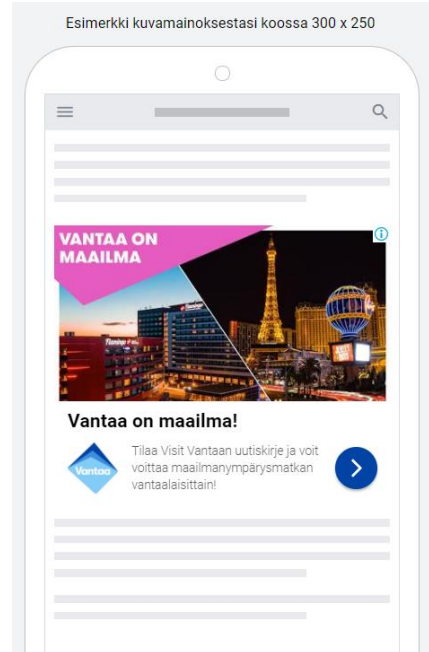 Esimerkki kuvamainoksestasi koossa 300 x 250
VANTAA ON
MAAILMA
Flamingo
Vantaa on maailma!
Tilaa Visit Vantaan uutiskirje ja voit
voittaa maailmanympärysmatkan
vantaalaisittain!
Vantaa